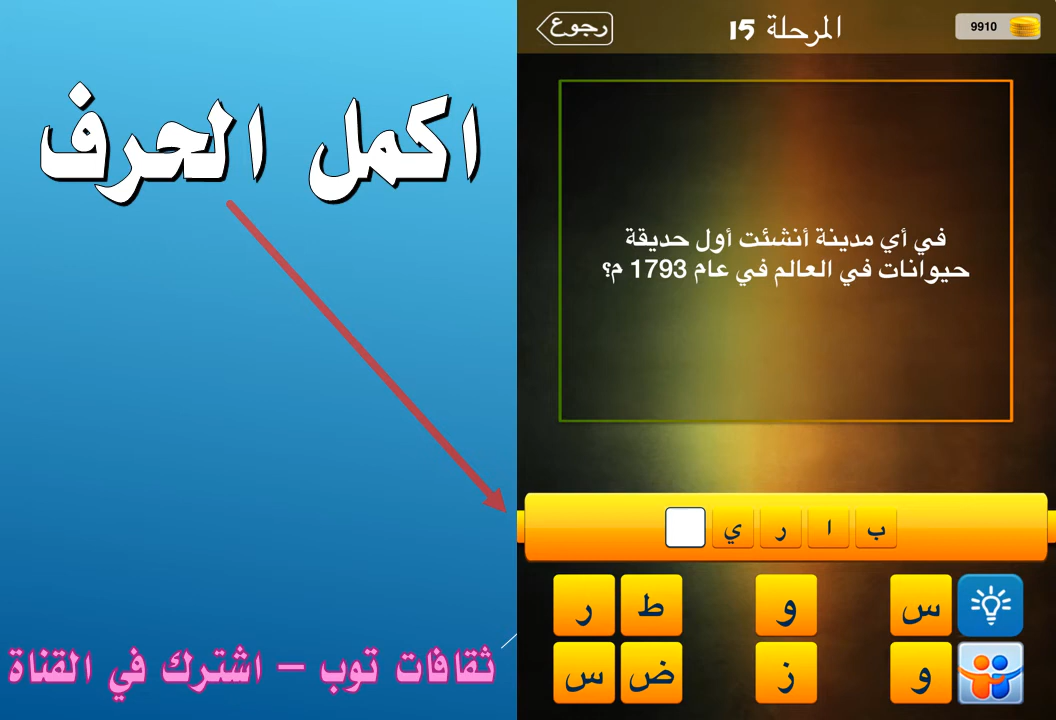 اكمل الحرف
ثقافات توب – اشترك في القناة
رجوع
المرحلة 15
9910
في أي مدينة أنشئت أول حديقة
حيوانات في العالم في عام 1793 م؟
ب ا ر ي
س و ط ر
و ز ض س